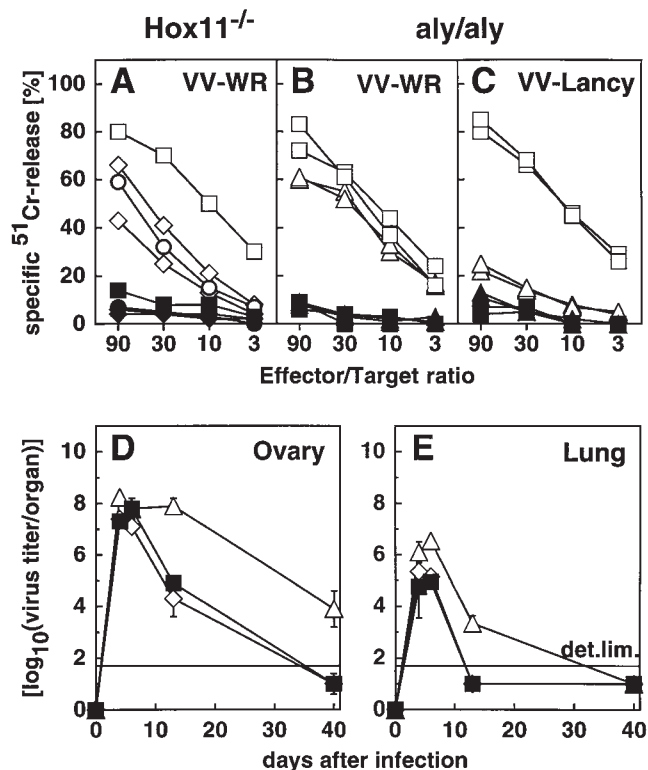 Hox11-/- aly/aly
A VV-WR B VV-WR C VV-Lancy
specific 51Cr-release [%]
100
80
60
40
20
0
90 30 10 3 90 30 10 3 90 30 10 3
Effector/Target ratio
D Ovary E Lung
[log10(virus titer/organ)]
10 10
8 8
6 6
4 4
2 2
0 0
det.lim.
0 10 20 30 40 0 10 20 30 40
days after infection days after infection